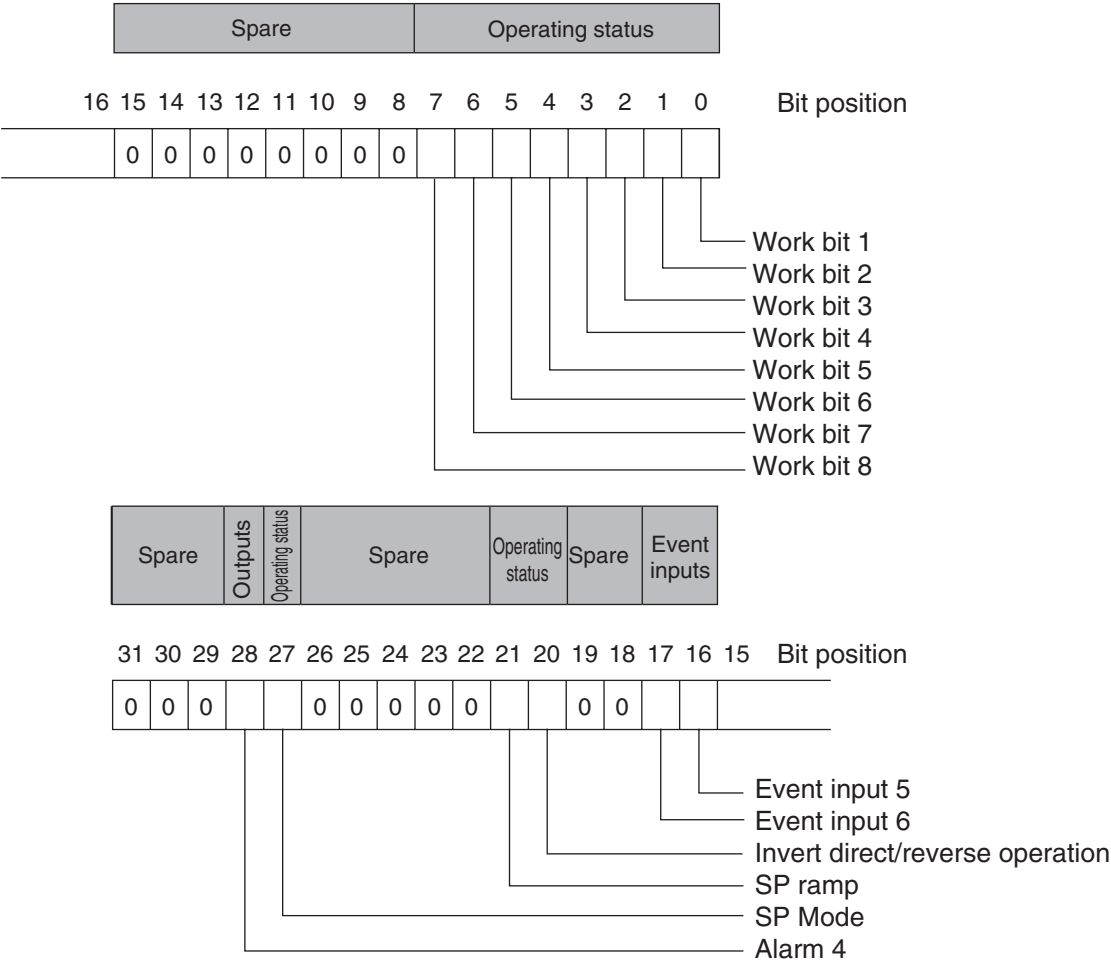 Spare Operating status
16 15 14 13 12 11 10 9 8 7 6 5 4 3 2 1 0 Bit position
0 0 0 0 0 0 0 0
Work bit 1
Work bit 2
Work bit 3
Work bit 4
Work bit 5
Work bit 6
Work bit 7
Work bit 8
Spare Outputs Operating status Spare Operating status Spare Event inputs
31 30 29 28 27 26 25 24 23 22 21 20 19 18 17 16 15 Bit position
0 0 0 0 0 0 0 0 0 0
Event input 5
Event input 6
Invert direct/reverse operation
SP ramp
SP Mode
Alarm 4